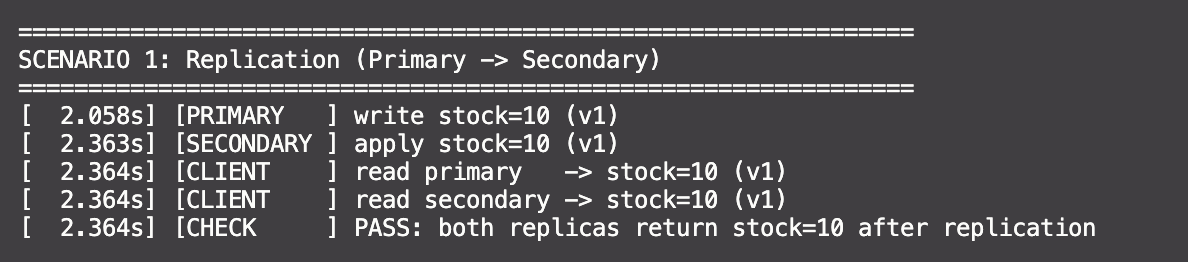 ================================================================
SCENARIO 1: Replication (Primary -> Secondary)
================================================================
[  2.058s] [PRIMARY   ] write stock=10 (v1)
[  2.363s] [SECONDARY ] apply stock=10 (v1)
[  2.364s] [CLIENT    ] read primary   -> stock=10 (v1)
[  2.364s] [CLIENT    ] read secondary -> stock=10 (v1)
[  2.364s] [CHECK     ] PASS: both replicas return stock=10 after replication